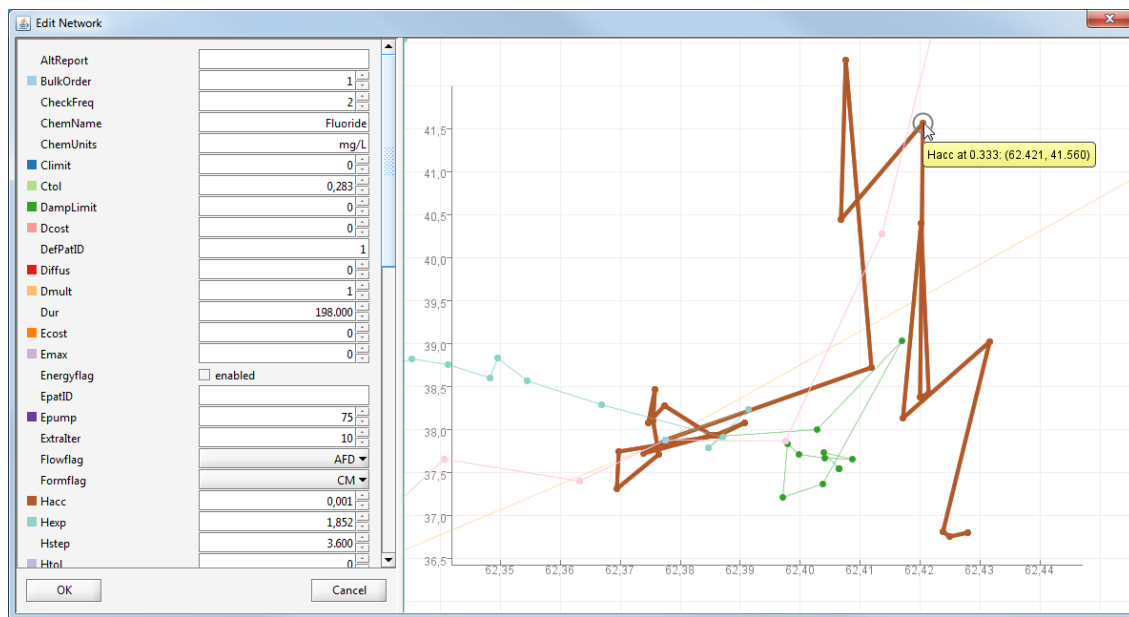 Edit Network
AltReport
BulkOrder 1
CheckFreq 2
ChemName Fluoride
ChemUnits mg/L
Climit 0
Ctol 0,283
DampLimit 0
Dcost 0
DefPatID 1
Diffus 0
Dmult 1
Dur 198.000
Ecost 0
Emax 0
Energyflag enabled
EpatID
Epump 75
ExtraIter 10
Flowflag AFD
Formflag CM
Hacc 0,001
Hexp 1,852
Hstep 3.600
Htol 0
OK Cancel
41,5
41,0
40,5
40,0
39,5
39,0
38,5
38,0
37,5
37,0
36,5
62,35 62,36 62,37 62,38 62,39 62,40 62,41 62,42 62,43 62,44
Hacc at 0.333: (62.421, 41.560)